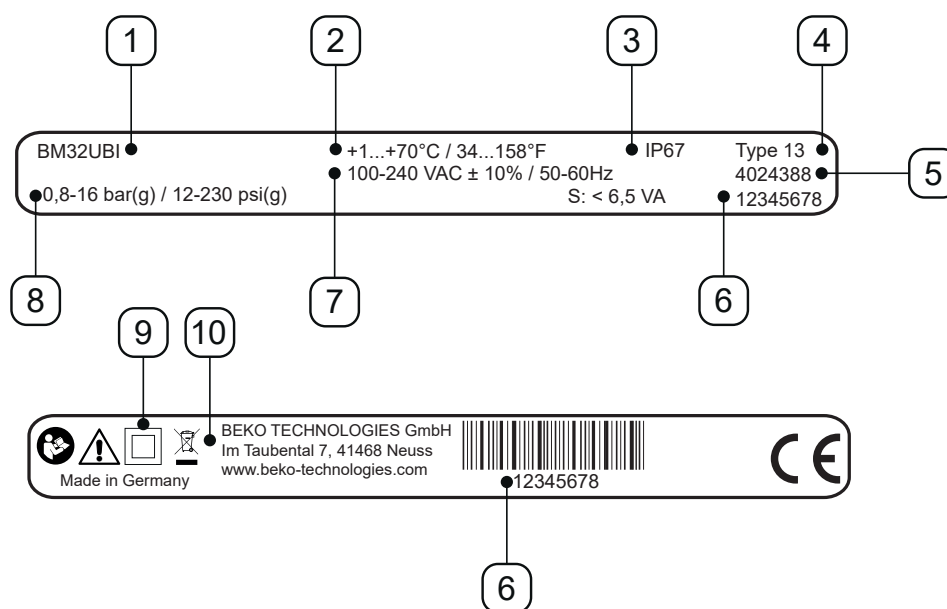 1 2 3 4
BM32UBI +1...+70°C / 34...158°F IP67 Type 13
100-240 VAC ± 10% / 50-60Hz 4024388 5
0,8-16 bar(g) / 12-230 psi(g) S: < 6,5 VA 12345678
8 7 6
9 10
BEKO TECHNOLOGIES GmbH
Im Taubental 7, 41468 Neuss
www.beko-technologies.com
Made in Germany
CE
12345678
6